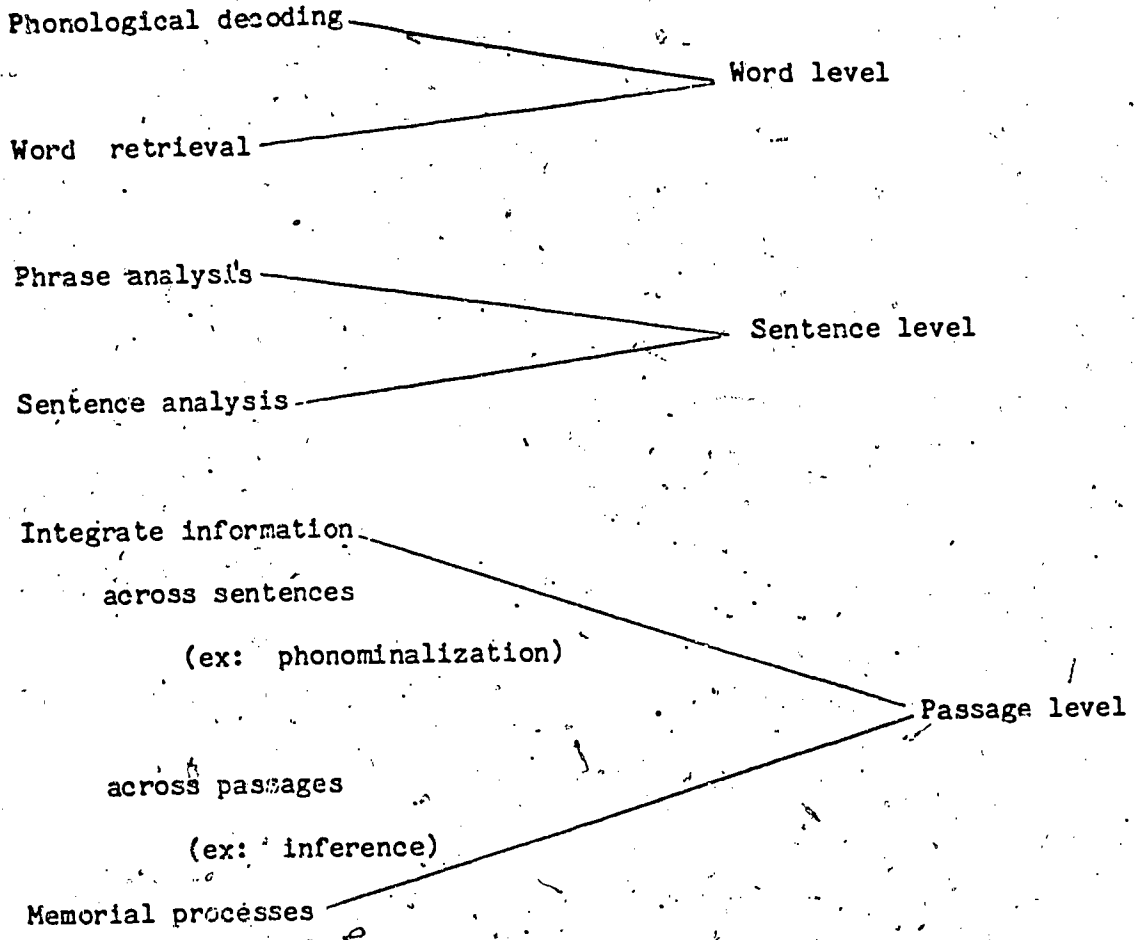 Phonological decoding
Word level
Word retrieval
Phrase analysis
Sentence level
Sentence analysis
Integrate information
across sentences
(ex: phonominalization)
Passage level
across passages
(ex: inference)
Memorial processes